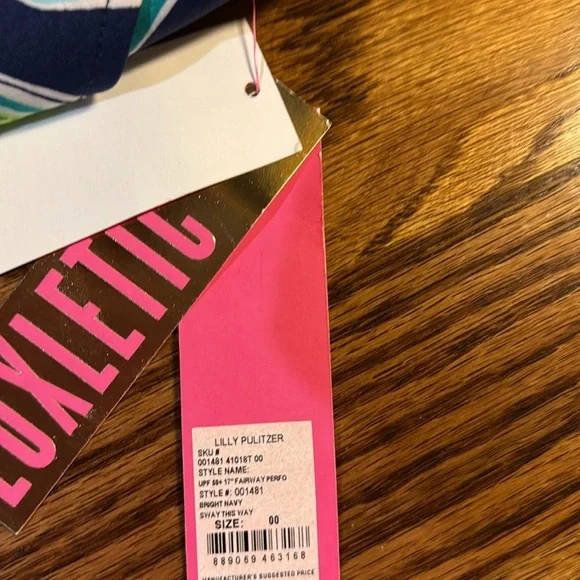 LUXLETIC
LILLY PULITZER
SKU #
001481 41018T 00
STYLE NAME:
UPF 50+ 17" FAIRWAY PERFO
STYLE #: 001481
BRIGHT NAVY
SWAY THIS WAY
SIZE: 00
889069 463168
MANUFACTURER'S SUGGESTED PRICE